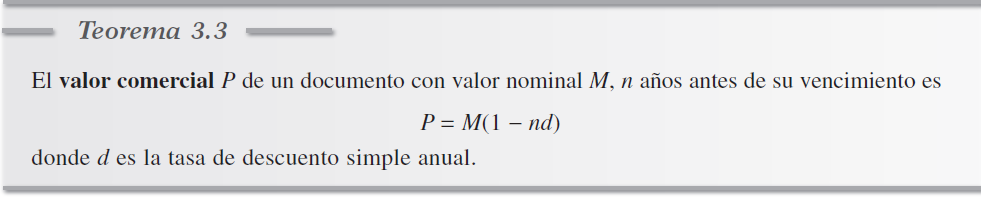 Teorema 3.3
El valor comercial P de un documento con valor nominal M, n años antes de su vencimiento es
P = M(1 − nd)
donde d es la tasa de descuento simple anual.